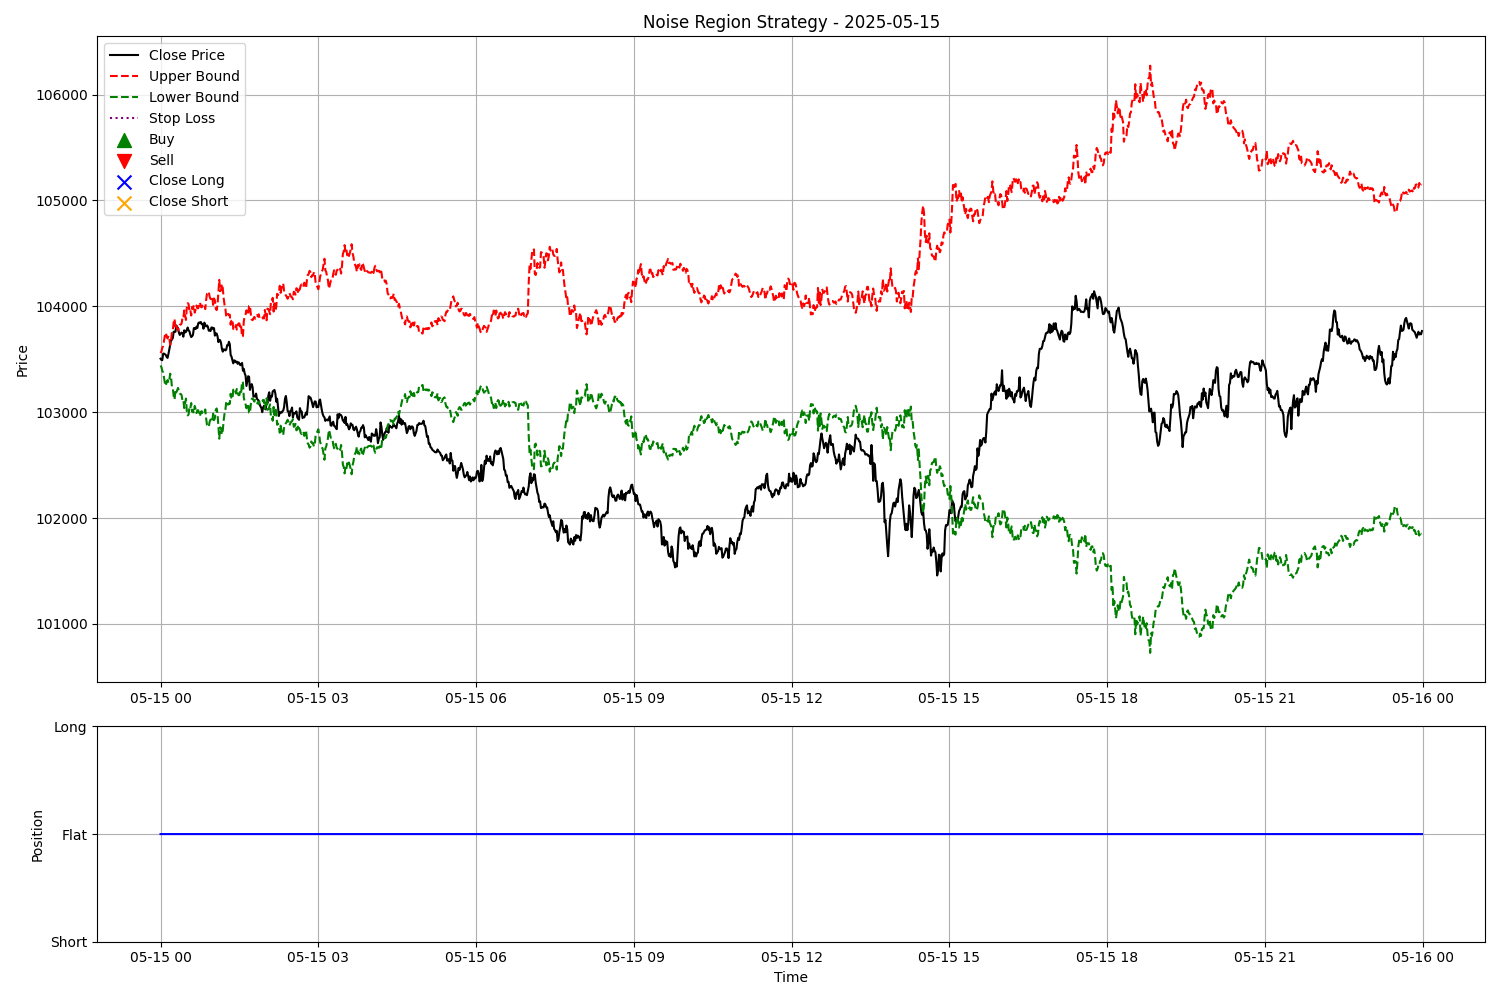 Noise Region Strategy - 2025-05-15
Close Price
Upper Bound
Lower Bound
Stop Loss
Buy
Sell
Close Long
Close Short
Price
106000
105000
104000
103000
102000
101000
05-15 00
05-15 03
05-15 06
05-15 09
05-15 12
05-15 15
05-15 18
05-15 21
05-16 00
Position
Long
Flat
Short
05-15 00
05-15 03
05-15 06
05-15 09
05-15 12
05-15 15
05-15 18
05-15 21
05-16 00
Time